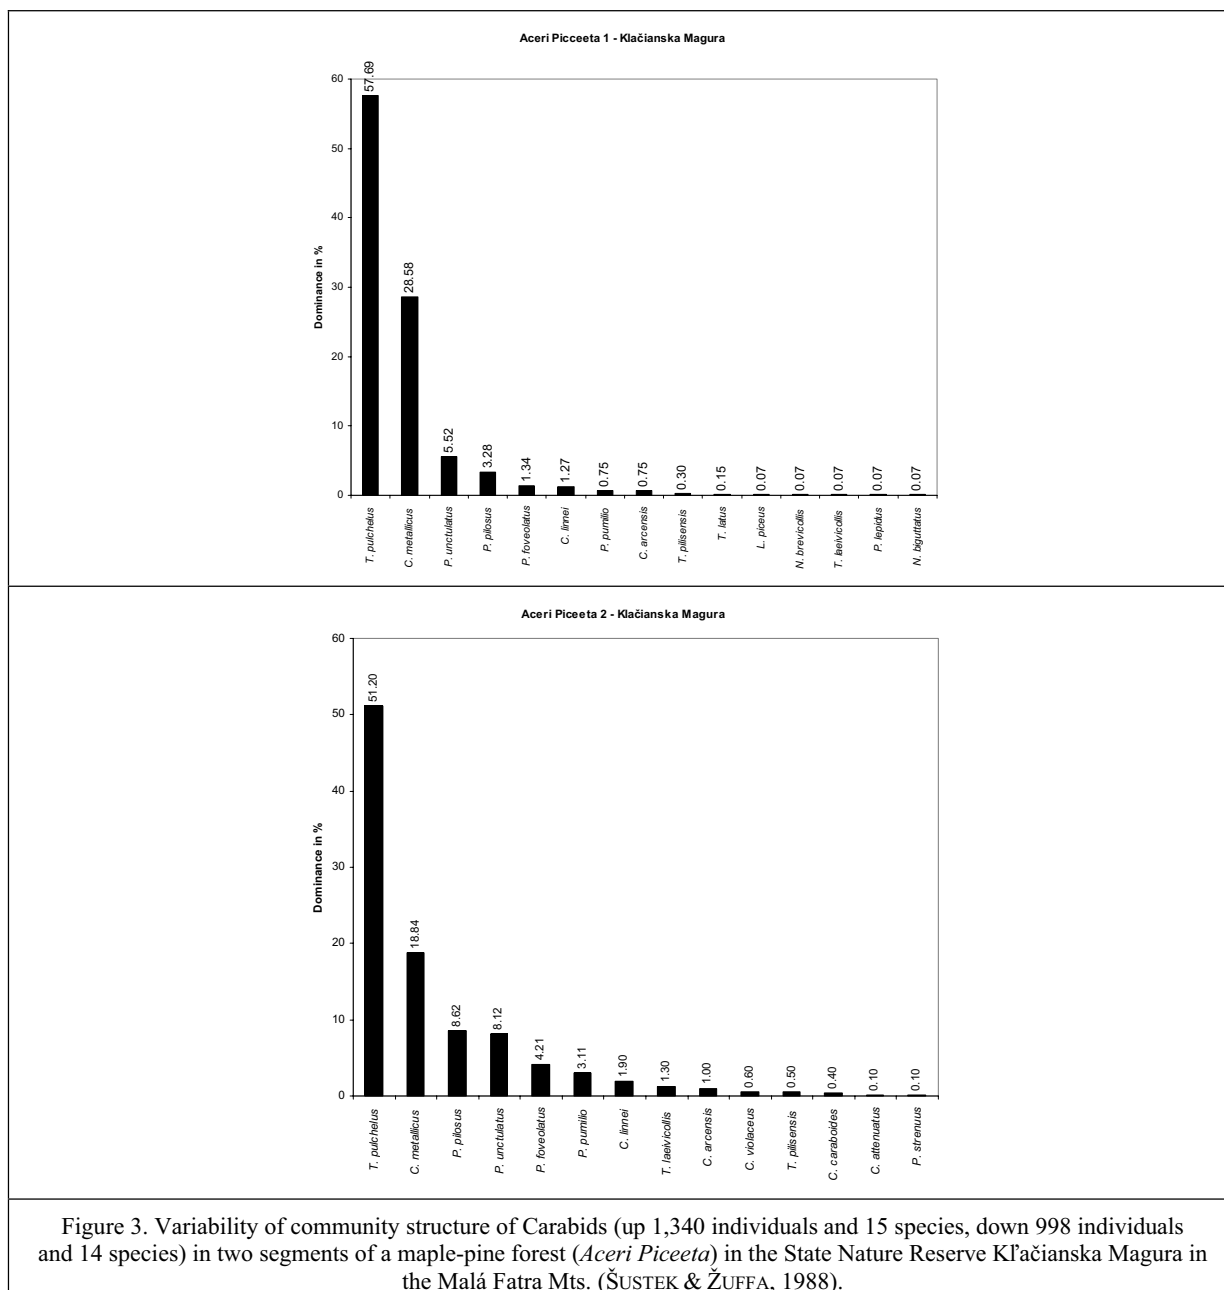 Aceri Picceeta 1 - Klačianska Magura
Dominance in %
60
50
40
30
20
10
0
57.69
28.58
5.52
3.28
1.34
1.27
0.75
0.75
0.30
0.15
0.07
0.07
0.07
0.07
0.07
T. pulchelus
C. metallicus
P. unctulatus
P. pilosus
P. foveolatus
C. linnei
P. pumilio
C. arcensis
T. pilisensis
T. latus
L. piceus
N. brevicollis
T. laeivicollis
P. lepidus
N. biguttatus
Aceri Piceeta 2 - Klačianska Magura
Dominance in %
60
50
40
30
20
10
0
51.20
18.84
8.62
8.12
4.21
3.11
1.90
1.30
1.00
0.60
0.50
0.40
0.10
0.10
T. pulchelus
C. metallicus
P. pilosus
P. unctulatus
P. foveolatus
P. pumilio
C. linnei
T. laeivicollis
C. arcensis
C. violaceus
T. pilisensis
C. caraboides
C. attenuatus
P. strenuus
Figure 3. Variability of community structure of Carabids (up 1,340 individuals and 15 species, down 998 individuals
and 14 species) in two segments of a maple-pine forest (Aceri Piceeta) in the State Nature Reserve Kľačianska Magura in
the Malá Fatra Mts. (ŠUSTEK & ŽUFFA, 1988).